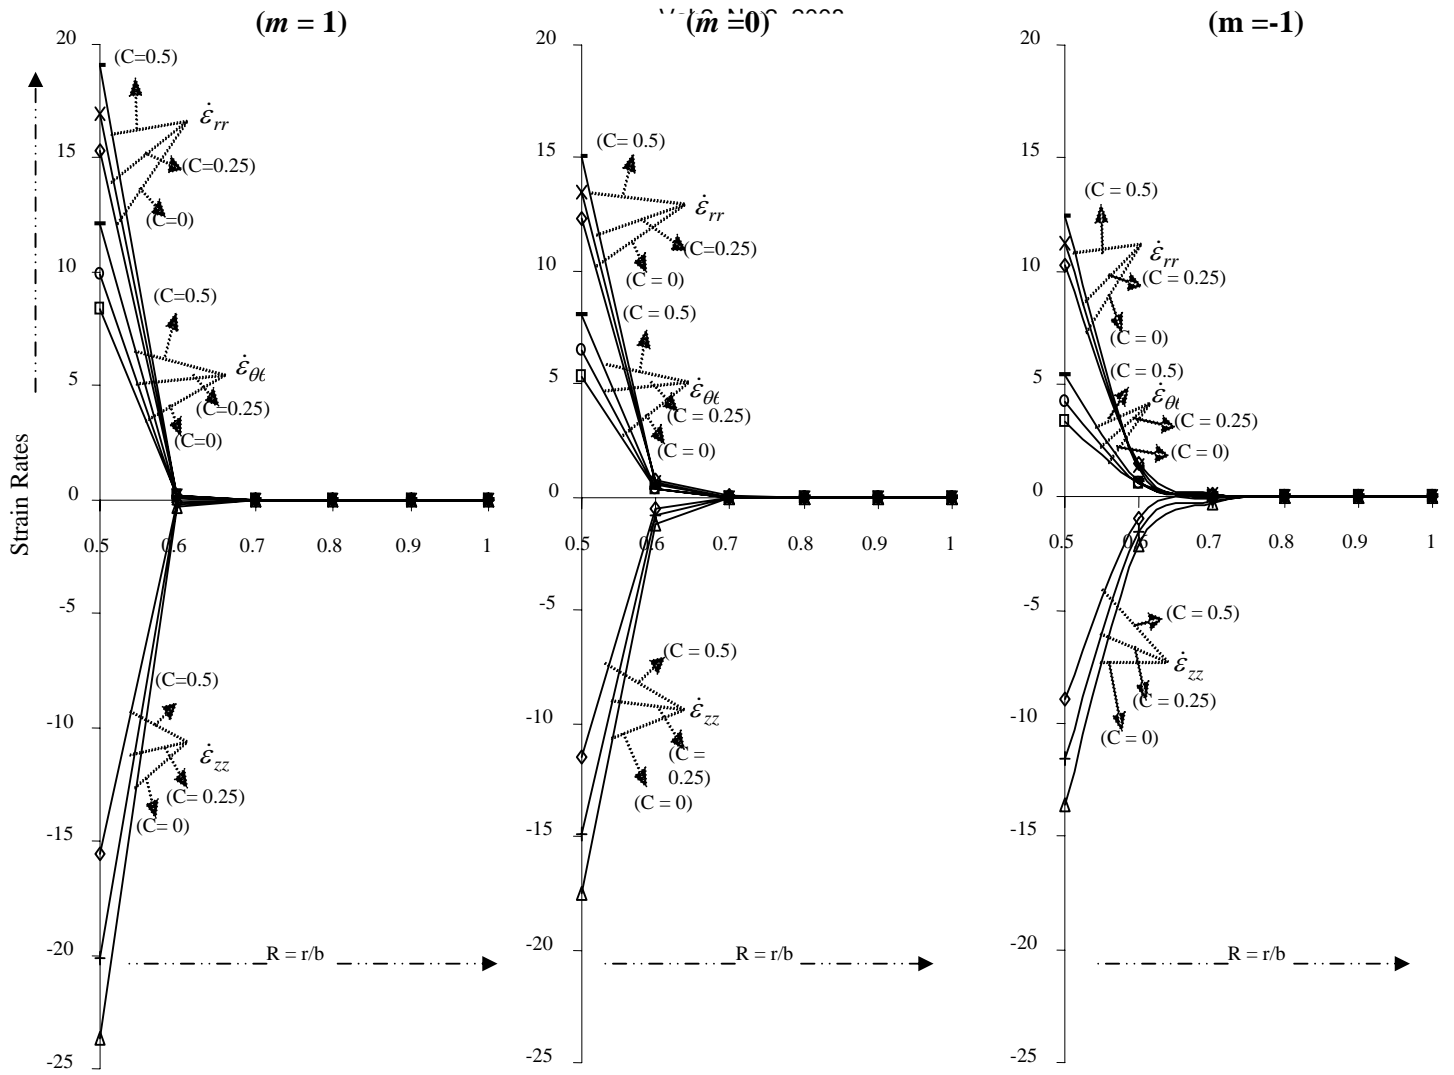 (m = 1)
(m =0)
(m =-1)
Strain Rates
20
15
10
5
0
-5
-10
-15
-20
-25
0.5
0.6
0.7
0.8
0.9
1
(C=0.5)
ε̇rr
(C=0.25)
(C=0)
(C=0.5)
ε̇θ
(C=0.25)
(C=0)
(C=0.5)
ε̇zz
(C= 0.25)
(C= 0)
R = r/b
20
15
10
5
0
-5
-10
-15
-20
-25
0.5
0.6
0.7
0.8
0.9
1
(C= 0.5)
ε̇rr
(C=0.25)
(C = 0)
(C = 0.5)
ε̇θ
(C = 0.25)
(C = 0)
(C = 0.5)
ε̇zz
(C =
0.25)
(C = 0)
R = r/b
20
15
10
5
0
-5
-10
-15
-20
-25
0.5
0.6
0.7
0.8
0.9
1
(C = 0.5)
ε̇rr
(C = 0.25)
(C = 0)
(C = 0.5)
ε̇θ
(C = 0.25)
(C = 0)
(C = 0.5)
ε̇zz
(C = 0.25)
(C = 0)
R = r/b